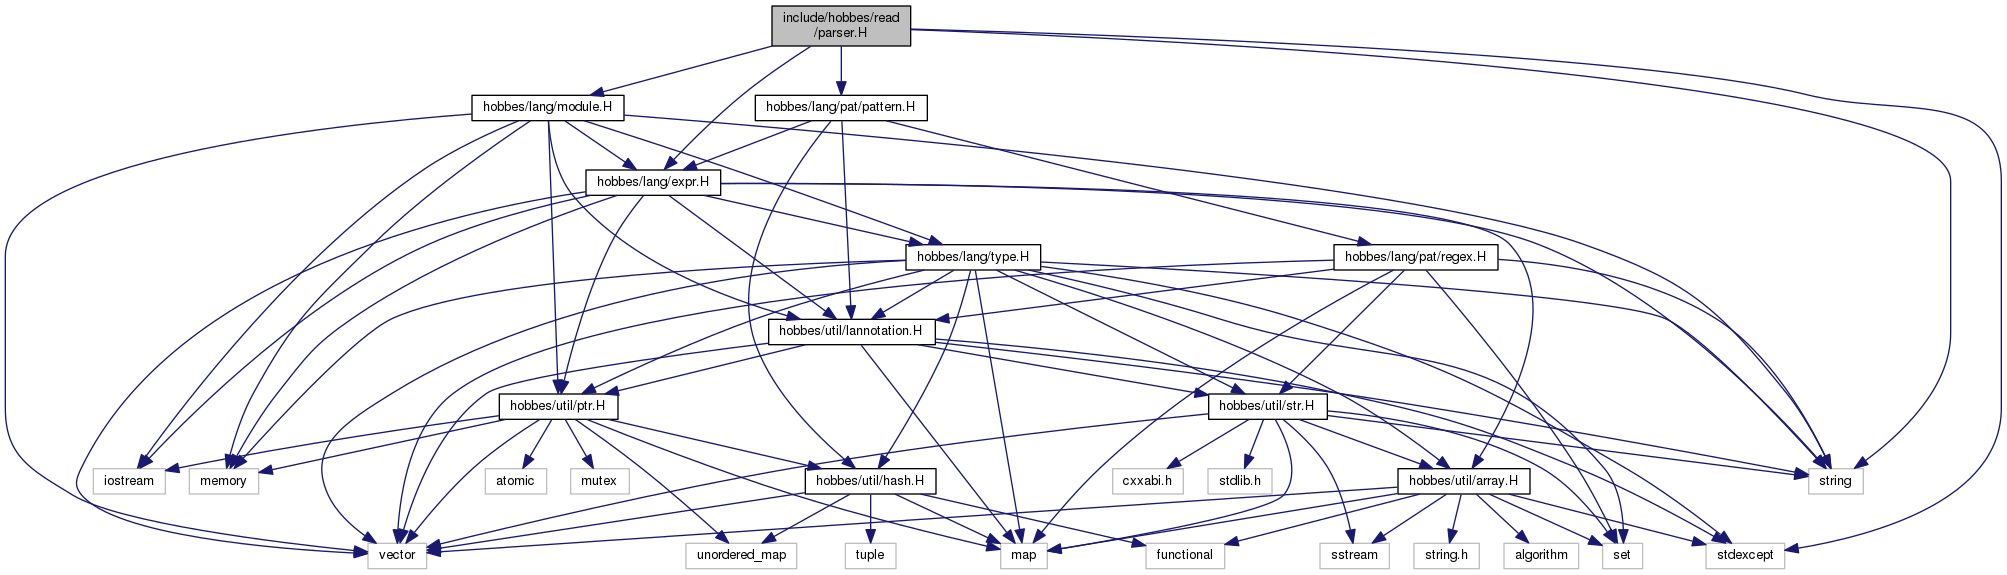 include/hobbes/read
/parser.H
hobbes/lang/module.H
hobbes/lang/pat/pattern.H
hobbes/lang/expr.H
hobbes/lang/type.H
hobbes/lang/pat/regex.H
hobbes/util/lannotation.H
hobbes/util/ptr.H
hobbes/util/str.H
iostream
memory
atomic
mutex
hobbes/util/hash.H
cxxabi.h
stdlib.h
hobbes/util/array.H
string
vector
unordered_map
tuple
map
functional
sstream
string.h
algorithm
set
stdexcept